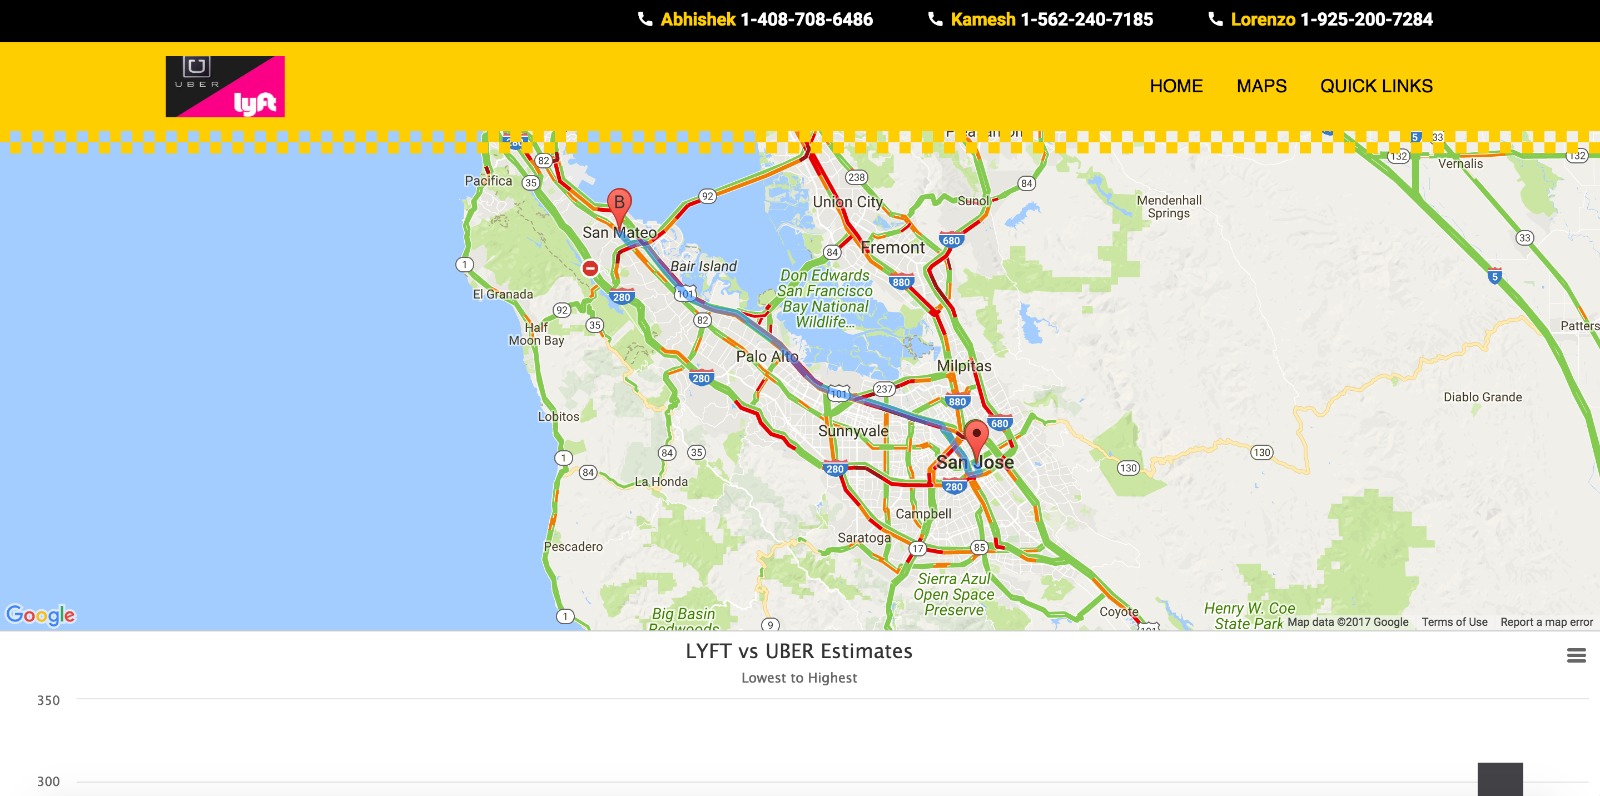 Abhishek 1-408-708-6486 Kamesh 1-562-240-7185 Lorenzo 1-925-200-7284
UBER
lyft
HOME MAPS QUICK LINKS
280
5
33
82
132
132
Vernalis
Pacifica
35
92
238
84
B
Union City
Sunol
Mendenhall
Springs
San Mateo
84
Fremont
680
33
1
Bair Island
Don Edwards
San Francisco
Bay National
Wildlife...
880
5
El Granada
280
101
92
35
82
Half
Moon Bay
Patters
Palo Alto
Milpitas
280
101
237
880
Diablo Grande
Lobitos
Sunnyvale
680
1
84
35
280
San Jose
130
130
84
La Honda
280
Campbell
Saratoga
Pescadero
17
85
Sierra Azul
Open Space
Preserve
1
Big Basin
Redwoods
9
Coyote
101
Henry W. Coe
State Park
Google
Map data ©2017 Google Terms of Use Report a map error
LYFT vs UBER Estimates
Lowest to Highest
350
300